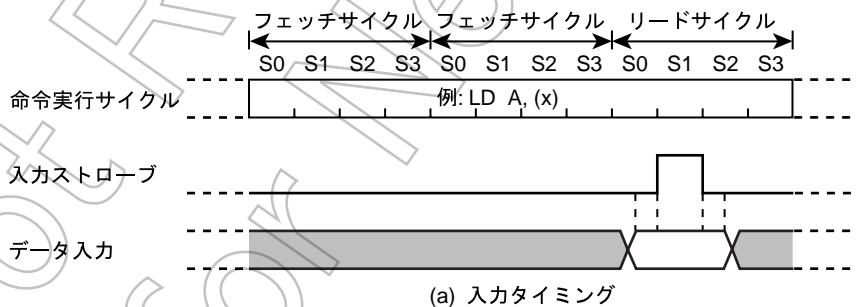 フェッチサイクル フェッチサイクル リードサイクル
S0 S1 S2 S3 S0 S1 S2 S3 S0 S1 S2 S3
命令実行サイクル 例: LD A, (x)
入力ストローブ
データ入力
(a) 入力タイミング